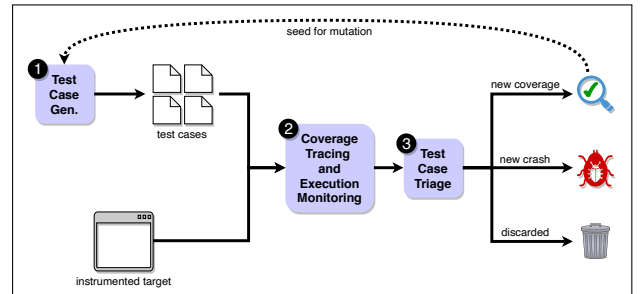 seed for mutation
1
Test
Case
Gen.
test cases
2
Coverage
Tracing
and
Execution
Monitoring
3
Test
Case
Triage
new coverage
new crash
discarded
instrumented target